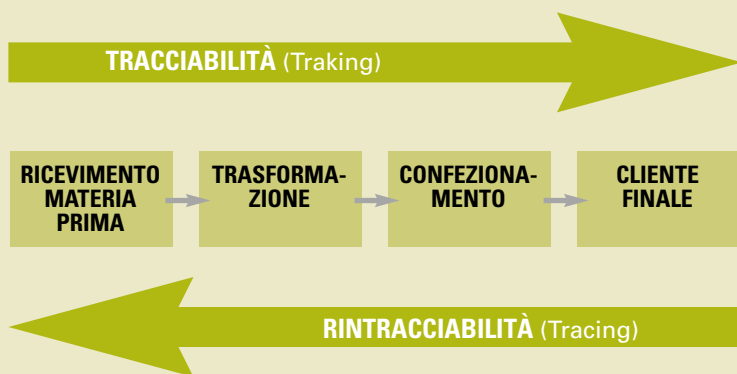 TRACCIABILITÀ (Traking)
RICEVIMENTO
MATERIA
PRIMA
TRASFORMA-
ZIONE
CONFEZIONA-
MENTO
CLIENTE
FINALE
RINTRACCIABILITÀ (Tracing)